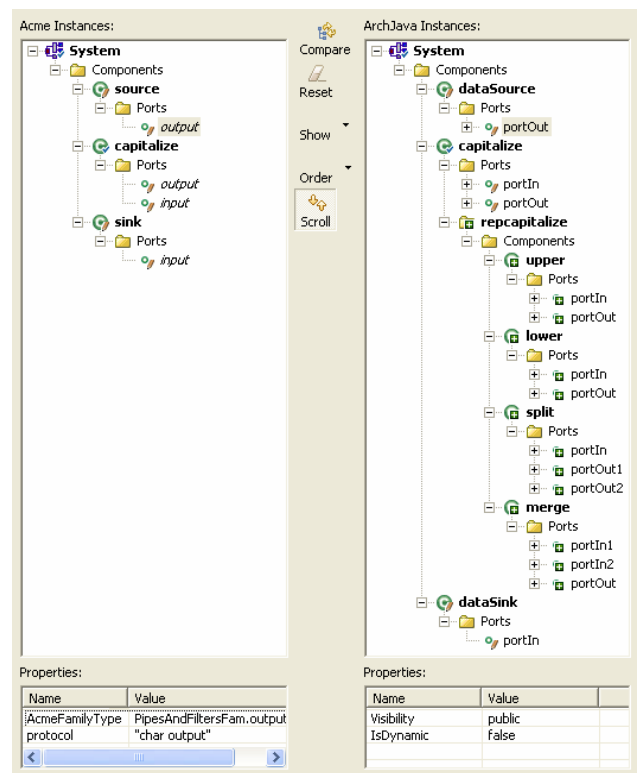 Acme Instances:
System
Components
source
Ports
output
capitalize
Ports
output
input
sink
Ports
input
Compare
Reset
Show
Order
Scroll
ArchJava Instances:
System
Components
dataSource
Ports
portOut
capitalize
Ports
portIn
portOut
repcapitalize
Components
upper
Ports
portIn
portOut
lower
Ports
portIn
portOut
split
Ports
portIn
portOut1
portOut2
merge
Ports
portIn1
portIn2
portOut
dataSink
Ports
portIn
Properties:
Name Value
AcmeFamilyType PipesAndFiltersFam.output
protocol "char output"
Properties:
Name Value
Visibility public
IsDynamic false